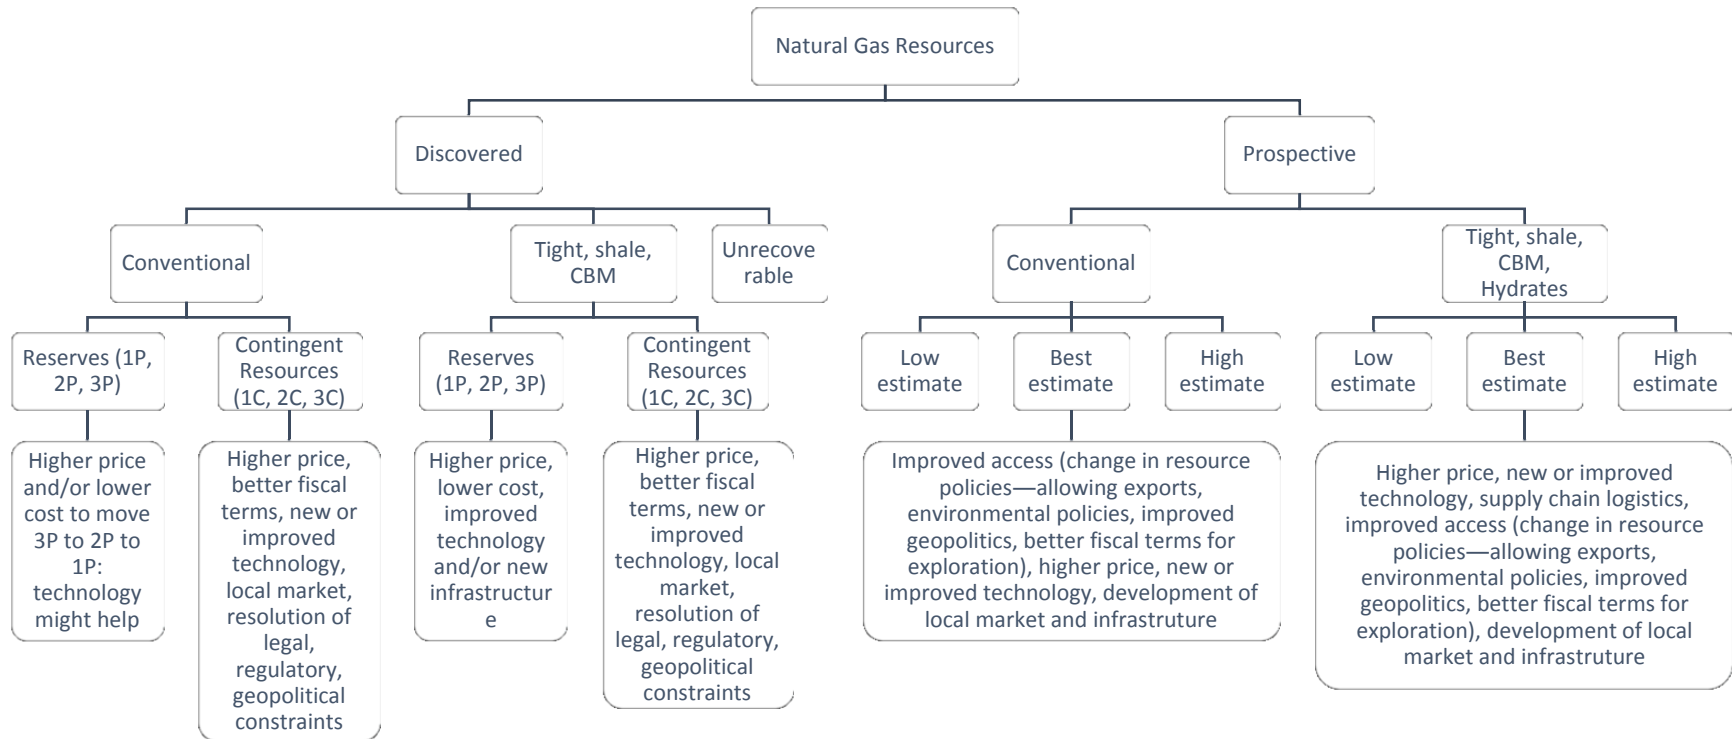 Natural Gas Resources
Discovered
Prospective
Conventional
Tight, shale,
CBM
Unrecove
rable
Conventional
Tight, shale,
CBM,
Hydrates
Reserves (1P,
2P, 3P)
Contingent
Resources
(1C, 2C, 3C)
Reserves
(1P, 2P, 3P)
Contingent
Resources
(1C, 2C, 3C)
Low
estimate
Best
estimate
High
estimate
Low
estimate
Best
estimate
High
estimate
Higher price
and/or lower
cost to move
3P to 2P to
1P:
technology
might help
Higher price,
better fiscal
terms, new or
improved
technology,
local market,
resolution of
legal,
regulatory,
geopolitical
constraints
Higher price,
lower cost,
improved
technology
and/or new
infrastructur
e
Higher price,
better fiscal
terms, new or
improved
technology, local
market,
resolution of
legal, regulatory,
geopolitical
constraints
Improved access (change in resource
policies—allowing exports,
environmental policies, improved
geopolitics, better fiscal terms for
exploration), higher price, new or
improved technology, development of
local market and infrastruture
Higher price, new or improved
technology, supply chain logistics,
improved access (change in resource
policies—allowing exports,
environmental policies, improved
geopolitics, better fiscal terms for
exploration), development of local
market and infrastruture